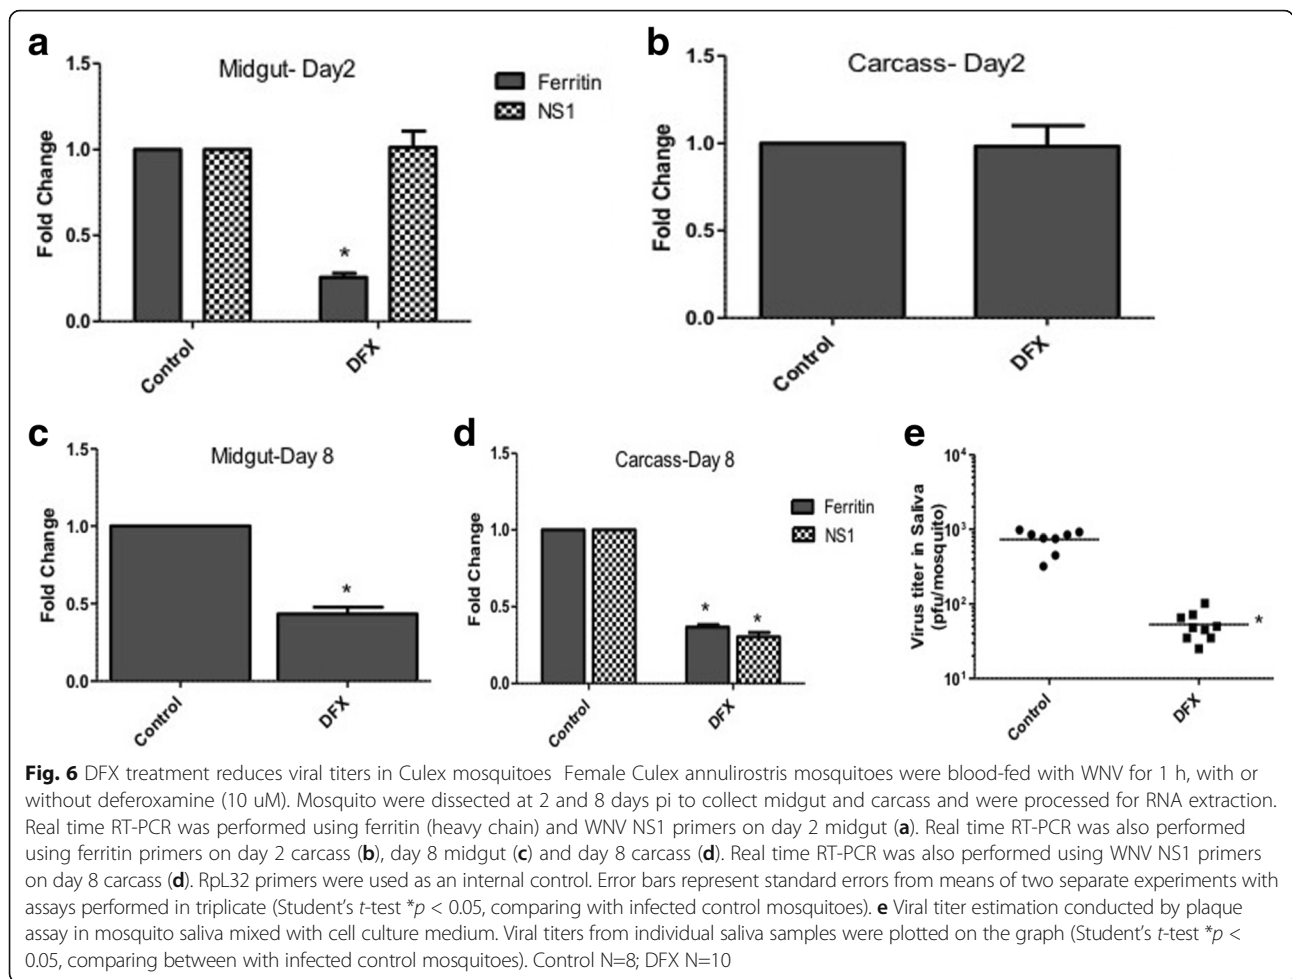 a
Midgut- Day2
Fold Change
1.5
1.0
0.5
0.0
*
Control
DFX
Ferritin
NS1
b
Carcass- Day2
Fold Change
1.5
1.0
0.5
0.0
Control
DFX
c
Midgut-Day 8
Fold Change
1.5
1.0
0.5
0.0
*
Control
DFX
d
Carcass-Day 8
Fold Change
1.5
1.0
0.5
0.0
*
*
Control
DFX
Ferritin
NS1
e
Virus titer in Saliva
(pfu/mosquito)
10⁴
10³
10²
10¹
*
Control
DFX
Fig. 6 DFX treatment reduces viral titers in Culex mosquitoes Female Culex annulirostris mosquitoes were blood-fed with WNV for 1 h, with or
without deferoxamine (10 uM). Mosquito were dissected at 2 and 8 days pi to collect midgut and carcass and were processed for RNA extraction.
Real time RT-PCR was performed using ferritin (heavy chain) and WNV NS1 primers on day 2 midgut (a). Real time RT-PCR was also performed
using ferritin primers on day 2 carcass (b), day 8 midgut (c) and day 8 carcass (d). Real time RT-PCR was also performed using WNV NS1 primers
on day 8 carcass (d). RpL32 primers were used as an internal control. Error bars represent standard errors from means of two separate experiments with
assays performed in triplicate (Student's t-test *p < 0.05, comparing with infected control mosquitoes). e Viral titer estimation conducted by plaque
assay in mosquito saliva mixed with cell culture medium. Viral titers from individual saliva samples were plotted on the graph (Student's t-test *p <
0.05, comparing between with infected control mosquitoes). Control N=8; DFX N=10